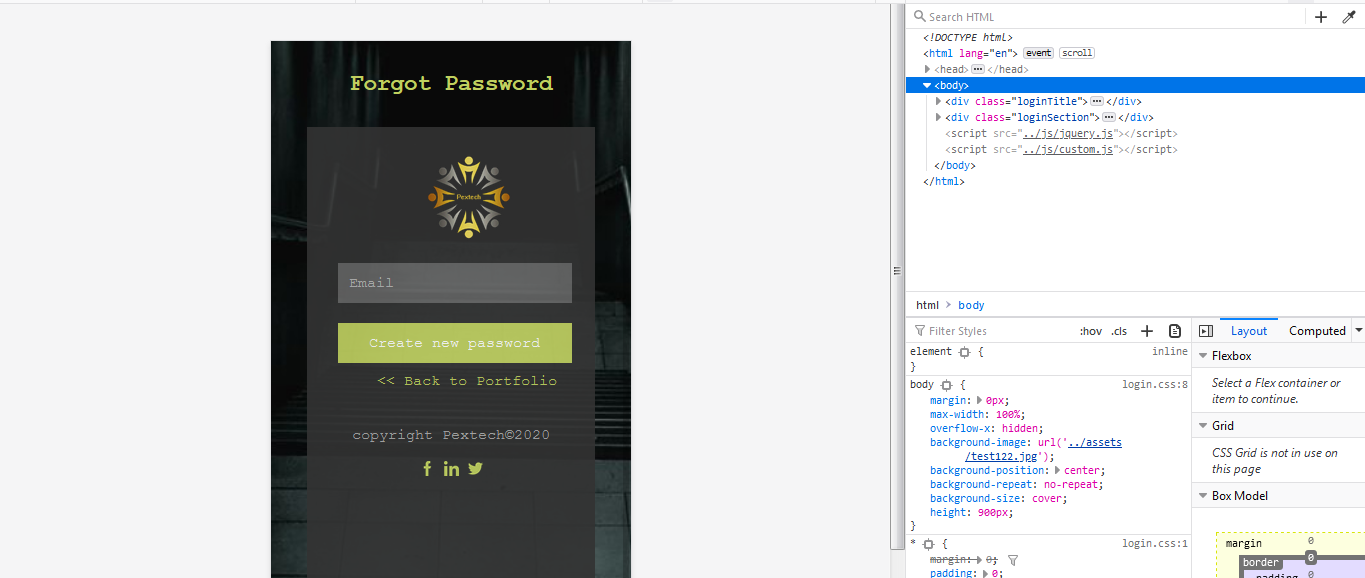 Forgot Password
Pextech
Email
Create new password
<< Back to Portfolio
copyright Pextech©2020
Search HTML
<!DOCTYPE html>
<html lang="en"> event scroll
<head> ••• </head>
<body>
<div class="loginTitle"> ••• </div>
<div class="loginSection"> ••• </div>
<script src="../js/jquery.js"></script>
<script src="../js/custom.js"></script>
</body>
</html>
html > body
Filter Styles :hov .cls +
element {
inline
}
body {
login.css:8
margin: 0px;
max-width: 100%;
overflow-x: hidden;
background-image: url('../assets
/test122.jpg');
background-position: center;
background-repeat: no-repeat;
background-size: cover;
height: 900px;
}
* {
login.css:1
margin: 0;
padding: 0;
Layout Computed
Flexbox
Select a Flex container or
item to continue.
Grid
CSS Grid is not in use on
this page
Box Model
margin 0
border 0
padding 0